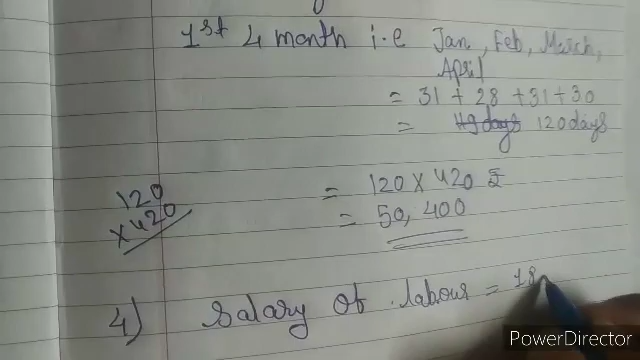 1st 4 month i.e Jan, Feb, March,
April
= 31 + 28 + 31 + 30
= 120 days
= 120 x 420 ₹
= 50,400
120
x 420
4) Salary of labour = 18
PowerDirector